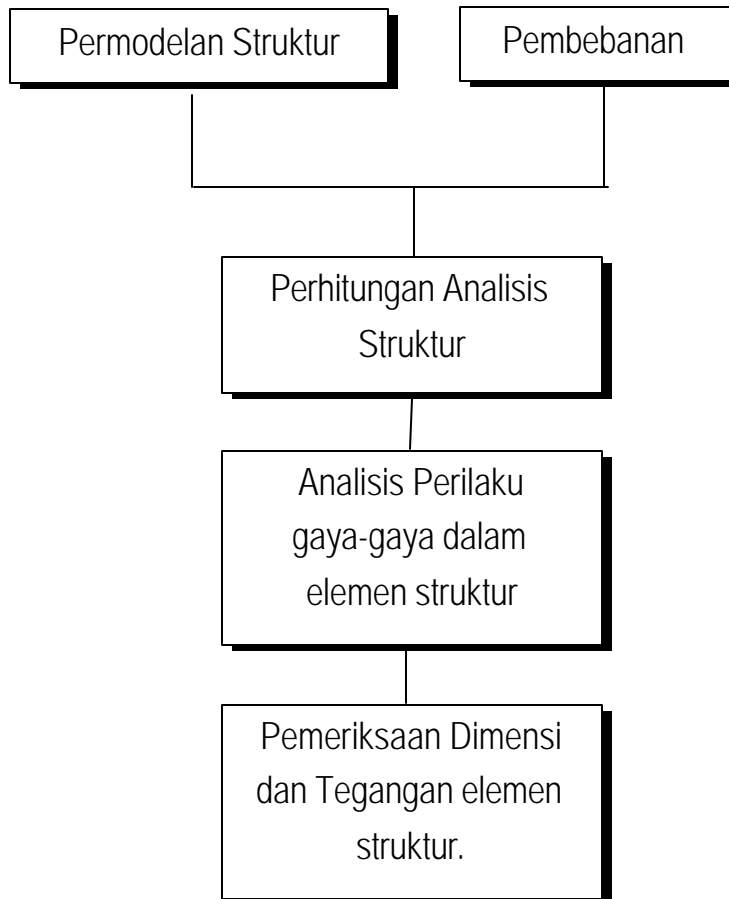 Permodelan Struktur
Pembebanan
Perhitungan Analisis
Struktur
Analisis Perilaku
gaya-gaya dalam
elemen struktur
Pemeriksaan Dimensi
dan Tegangan elemen
struktur.